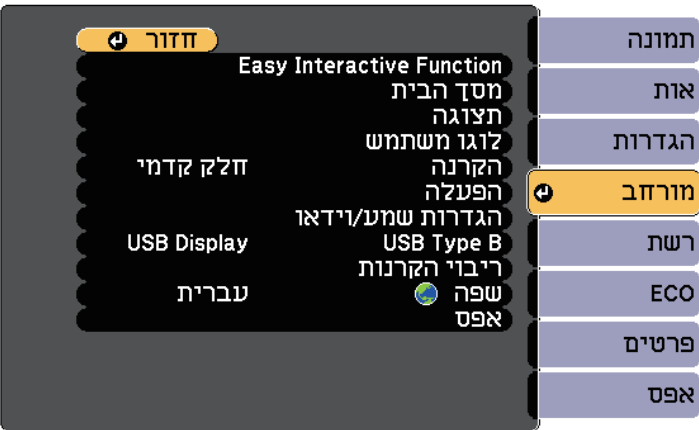 תמונה
אות
הגדרות
מורחב
רשת
ECO
פרטים
אפס
חזור
Easy Interactive Function
מסך הבית
תצוגה
לוגו משתמש
הקרנה חלק קדמי
הפעלה
הגדרות שמע/וידאו
USB Type B USB Display
ריבוי הקרנות
שפה עברית
אפס